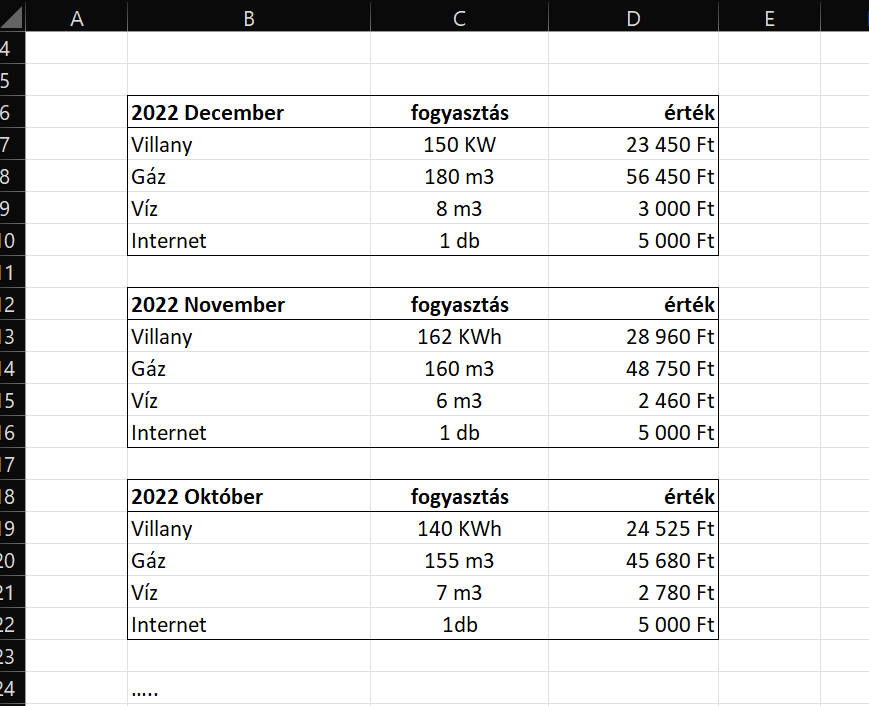 A B C D E
4
5
6 2022 December fogyasztás érték
7 Villany 150 KW 23 450 Ft
8 Gáz 180 m3 56 450 Ft
9 Víz 8 m3 3 000 Ft
10 Internet 1 db 5 000 Ft
11
12 2022 November fogyasztás érték
13 Villany 162 KWh 28 960 Ft
14 Gáz 160 m3 48 750 Ft
15 Víz 6 m3 2 460 Ft
16 Internet 1 db 5 000 Ft
17
18 2022 Október fogyasztás érték
19 Villany 140 KWh 24 525 Ft
20 Gáz 155 m3 45 680 Ft
21 Víz 7 m3 2 780 Ft
22 Internet 1db 5 000 Ft
23
24 .....